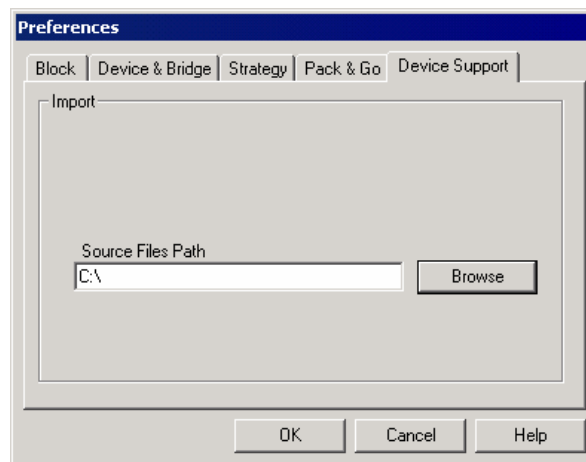 Preferences
Block Device & Bridge Strategy Pack & Go Device Support
Import
Source Files Path
C:\ Browse
OK Cancel Help